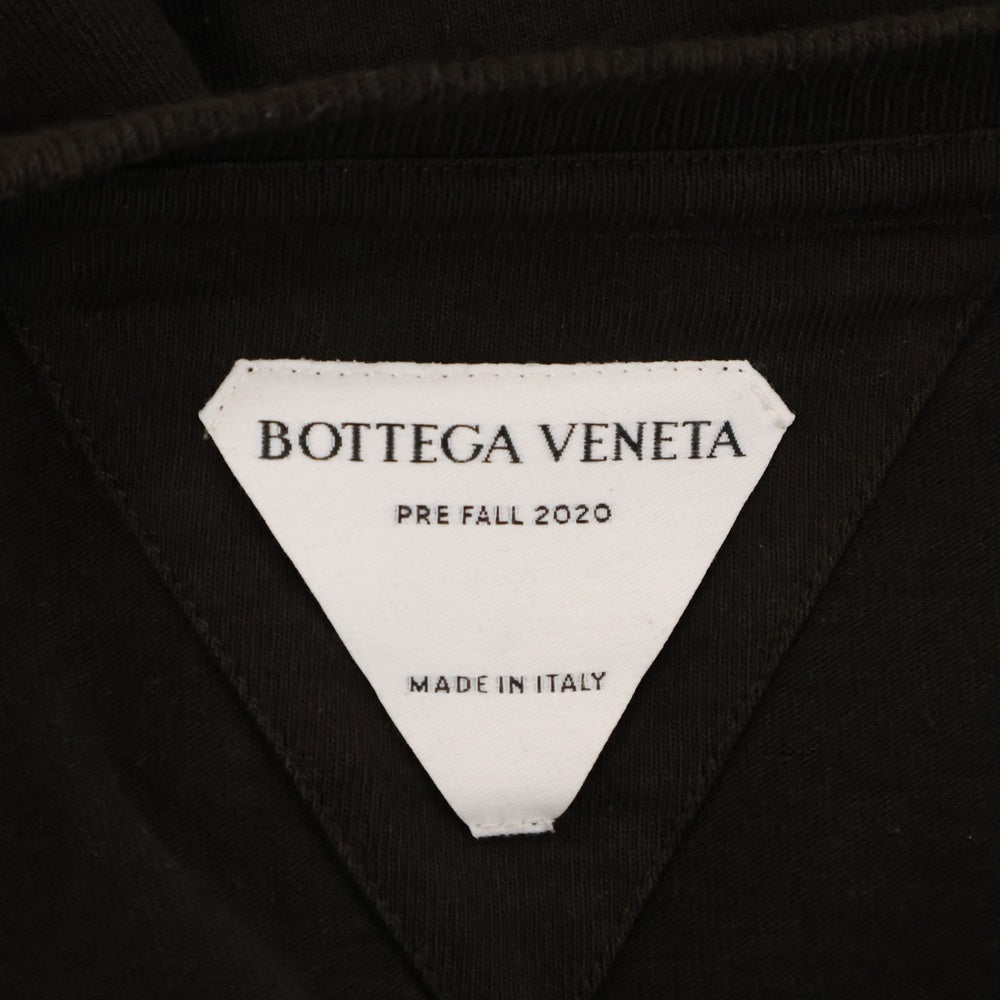 BOTTEGA VENETA
PRE FALL 2020
MADE IN ITALY